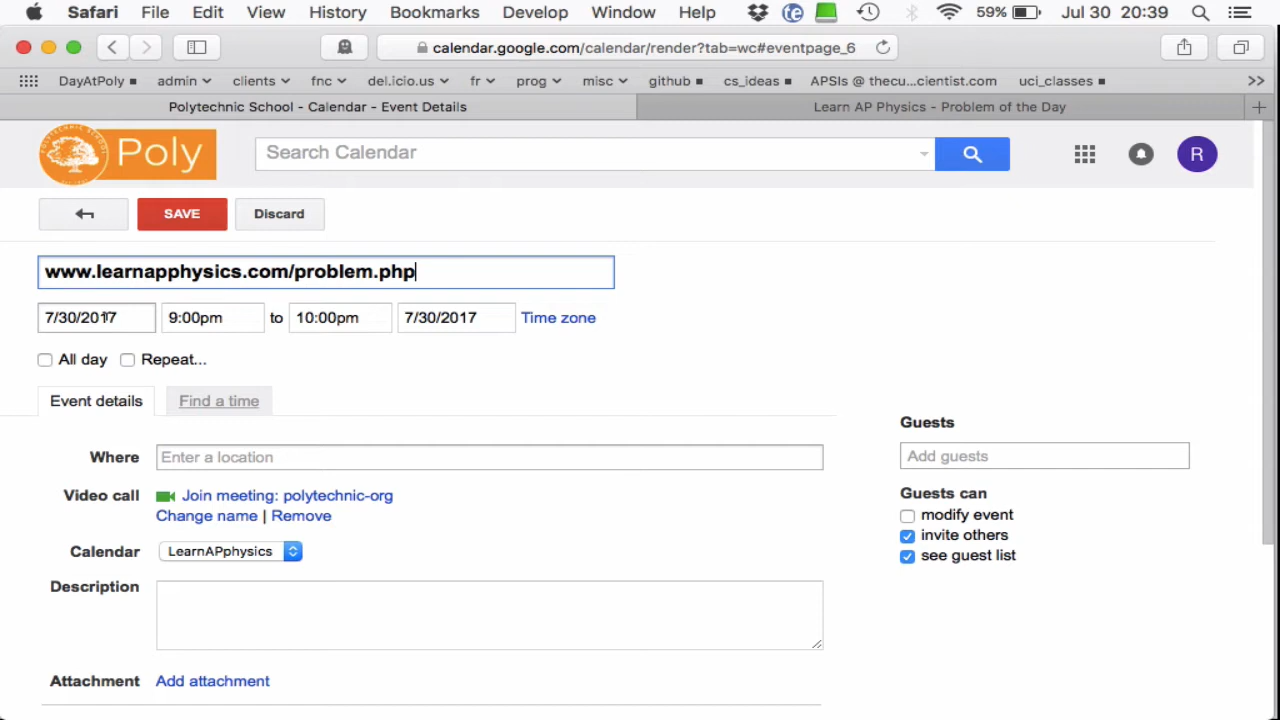 Safari File Edit View History Bookmarks Develop Window Help 59% Jul 30 20:39
calendar.google.com/calendar/render?tab=wc#eventpage_6
DayAtPoly admin clients fnc del.icio.us fr prog misc github cs_ideas APSIs @ thecu...cientist.com uci_classes >>
Polytechnic School - Calendar - Event Details Learn AP Physics - Problem of the Day +
Poly Search Calendar R
SAVE Discard
www.learnapphysics.com/problem.php
7/30/2017 9:00pm to 10:00pm 7/30/2017 Time zone
All day Repeat...
Event details Find a time
Guests
Where Enter a location Add guests
Video call Join meeting: polytechnic-org Guests can
Change name | Remove modify event
invite others
Calendar LearnAPphysics see guest list
Description
Attachment Add attachment